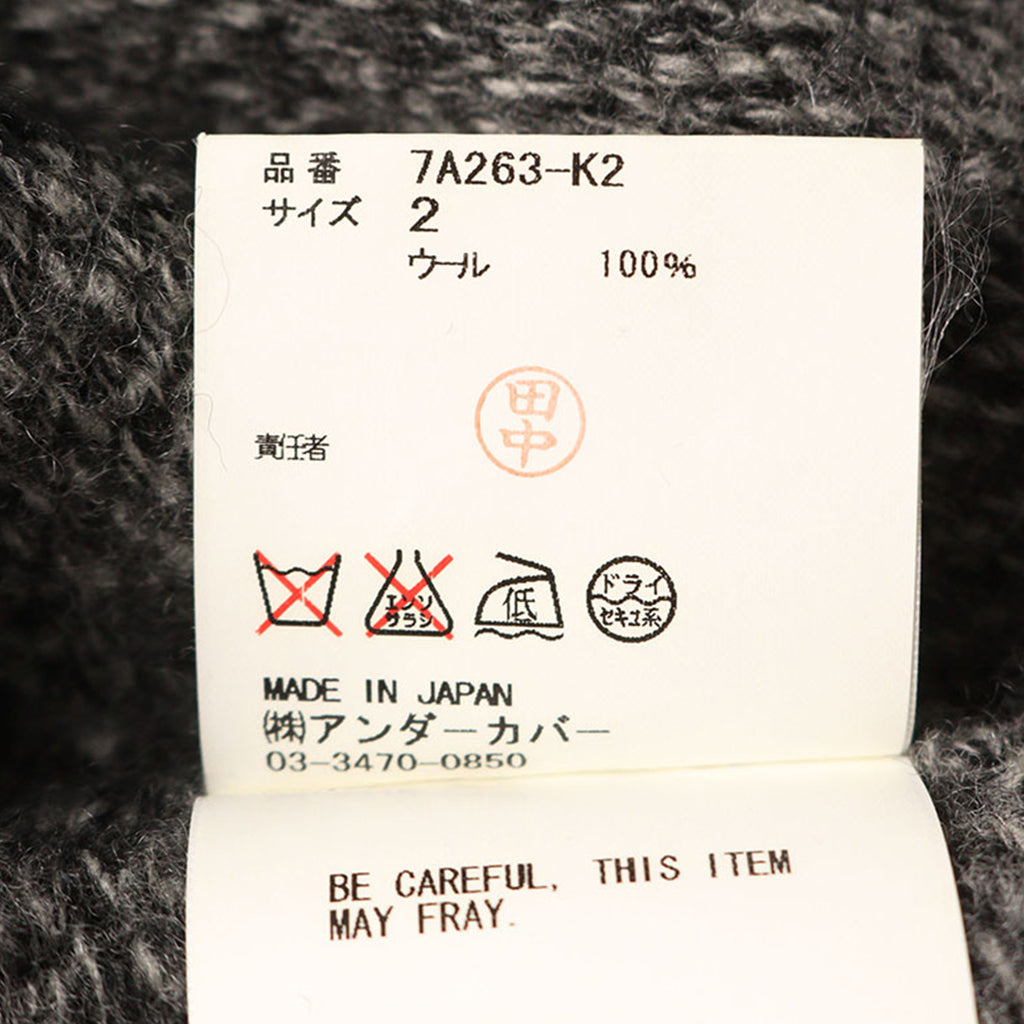 品番 7A263-K2
サイズ 2
ウール 100%
田中
責任者
エンソ
サラシ
低
ドライ
セキユ系
MADE IN JAPAN
㈱アンダーカバー
03-3470-0850
BE CAREFUL, THIS ITEM
MAY FRAY.